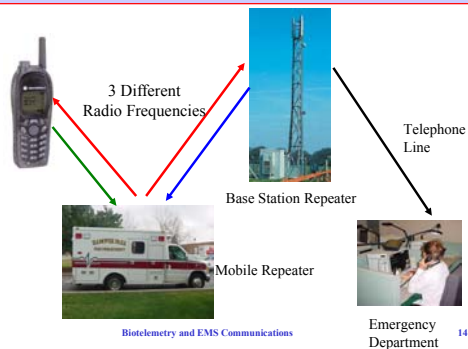 3 Different
Radio Frequencies
Telephone
Line
Base Station Repeater
Mobile Repeater
Emergency
Department
Biotelemetry and EMS Communications
14